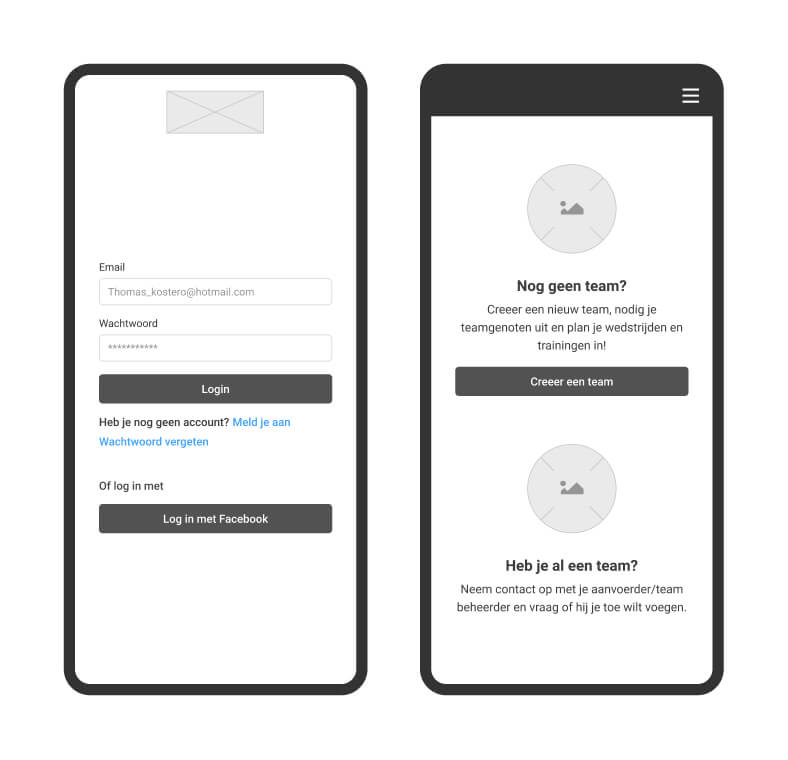 Email
Thomas_kostero@hotmail.com
Wachtwoord
***********
Login
Heb je nog geen account? Meld je aan
Wachtwoord vergeten
Of log in met
Log in met Facebook
Nog geen team?
Creeer een nieuw team, nodig je
teamgenoten uit en plan je wedstrijden en
trainingen in!
Creeer een team
Heb je al een team?
Neem contact op met je aanvoerder/team
beheerder en vraag of hij je toe wilt voegen.